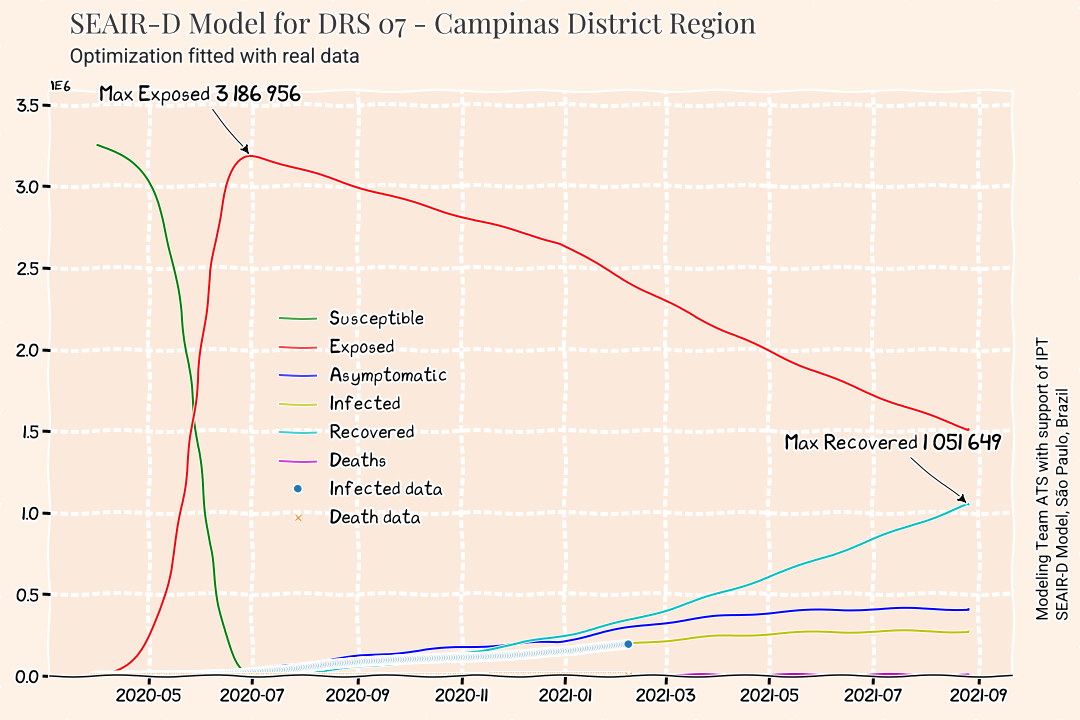 SEAIR-D Model for DRS 07 - Campinas District Region
Optimization fitted with real data
1E6
Max Exposed 3 186 956
3.5
3.0
2.5
2.0
1.5
1.0
0.5
0.0
Susceptible
Exposed
Asymptomatic
Infected
Recovered
Deaths
Infected data
Death data
Max Recovered 1 051 649
2020-05
2020-07
2020-09
2020-11
2021-01
2021-03
2021-05
2021-07
2021-09
Modeling Team ATS with support of IPT
SEAIR-D Model, São Paulo, Brazil